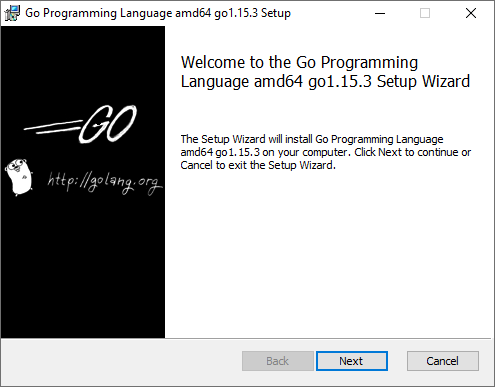 Go Programming Language amd64 go1.15.3 Setup
Welcome to the Go Programming
Language amd64 go1.15.3 Setup Wizard
GO
The Setup Wizard will install Go Programming Language
amd64 go1.15.3 on your computer. Click Next to continue or
Cancel to exit the Setup Wizard.
http://golang.org
Back
Next
Cancel